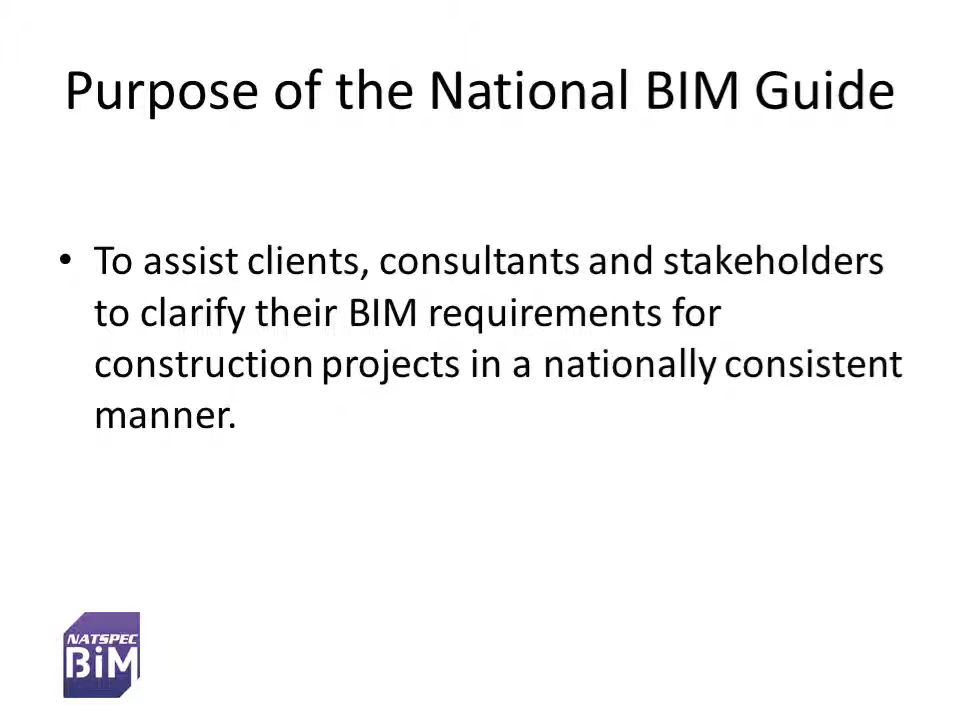 Purpose of the National BIM Guide
• To assist clients, consultants and stakeholders
to clarify their BIM requirements for
construction projects in a nationally consistent
manner.
NATSPEC
BiM